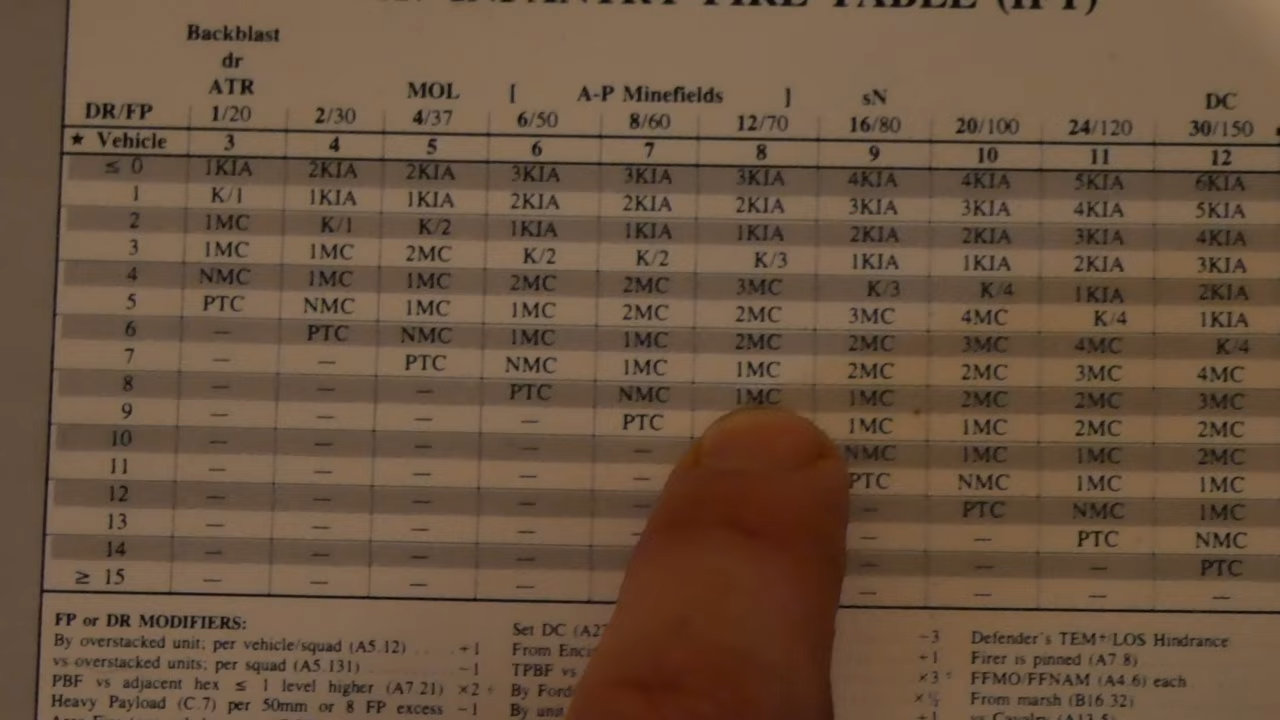 INFANTRY FIRE TABLE (IFT)
Backblast
dr
ATR MOL [ A-P Minefields ] sN DC
DR/FP 1/20 2/30 4/37 6/50 8/60 12/70 16/80 20/100 24/120 30/150
★ Vehicle 3 4 5 6 7 8 9 10 11 12
≤ 0 1KIA 2KIA 2KIA 3KIA 3KIA 3KIA 4KIA 4KIA 5KIA 6KIA
1 K/1 1KIA 1KIA 2KIA 2KIA 2KIA 3KIA 3KIA 4KIA 5KIA
2 1MC K/1 K/2 1KIA 1KIA 1KIA 2KIA 2KIA 3KIA 4KIA
3 1MC 1MC 2MC K/2 K/2 K/3 1KIA 1KIA 2KIA 3KIA
4 NMC 1MC 1MC 2MC 2MC 3MC K/3 K/4 1KIA 2KIA
5 PTC NMC 1MC 1MC 2MC 2MC 3MC 4MC K/4 1KIA
6 — PTC NMC 1MC 1MC 2MC 2MC 3MC 4MC K/4
7 — — PTC NMC 1MC 1MC 2MC 2MC 3MC 4MC
8 — — — PTC NMC 1MC 1MC 2MC 2MC 3MC
9 — — — — PTC 1MC 1MC 2MC 2MC
10 — — — — — NMC 1MC 1MC 2MC
11 — — — — — PTC NMC 1MC 1MC
12 — — — — — PTC NMC 1MC
13 — — — — — — — PTC NMC
14 — — — — — — — PTC
≥ 15 — — — — — — — —
FP or DR MODIFIERS:
By overstacked unit; per vehicle/squad (A5.12) +1
vs overstacked units; per squad (A5.131) −1
PBF vs adjacent hex ≤ 1 level higher (A7.21) ×2
Heavy Payload (C.7) per 50mm or 8 FP excess −1
Set DC
From
TPBF vs
By
By unit
−3 Defender's TEM LOS Hindrance
+1 Firer is pinned (A7.8)
×3 FFMO/FFNAM (A4.6) each
×½ From marsh (B16.32)
+1 vs Cavalry